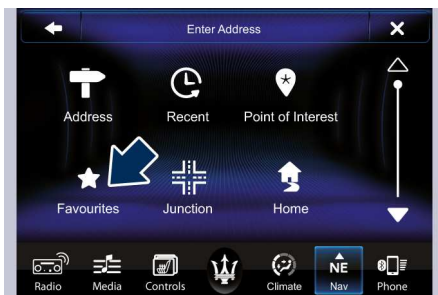 Enter Address
Address Recent Point of Interest
Favourites Junction Home
NE
Radio Media Controls Climate Nav Phone